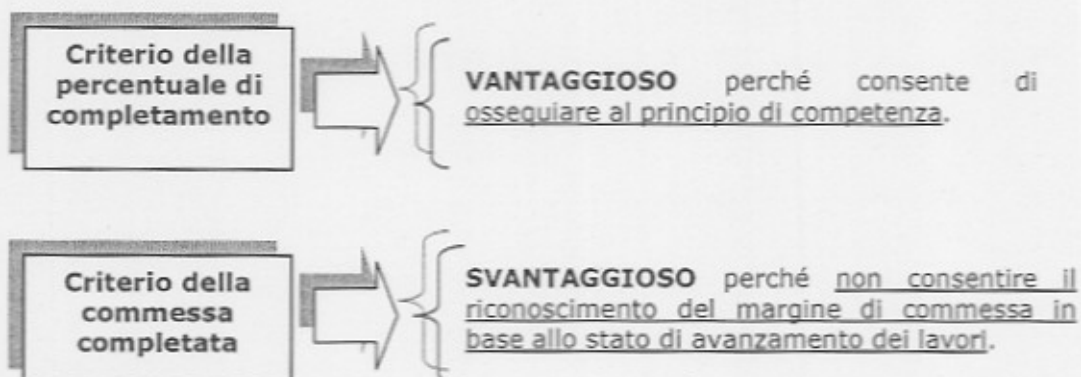 Criterio della
percentuale di
completamento
VANTAGGIOSO perché consente di
ossequiare al principio di competenza.
Criterio della
commessa
completata
SVANTAGGIOSO perché non consentire il
riconoscimento del margine di commessa in
base allo stato di avanzamento dei lavori.